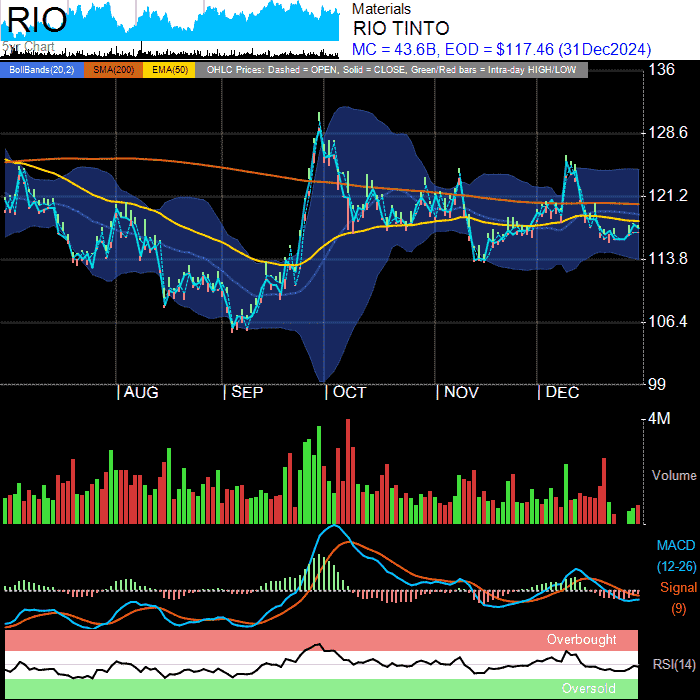 RIO
5yr Chart
Materials
RIO TINTO
MC = 43.6B, EOD = $117.46 (31Dec2024)
BollBands(20,2) SMA(200) EMA(50) OHLC Prices: Dashed = OPEN, Solid = CLOSE, Green/Red bars = Intra-day HIGH/LOW
136
128.6
121.2
113.8
106.4
99
| AUG | SEP | OCT | NOV | DEC
4M
Volume
MACD
(12-26)
Signal
(9)
Overbought
RSI(14)
Oversold